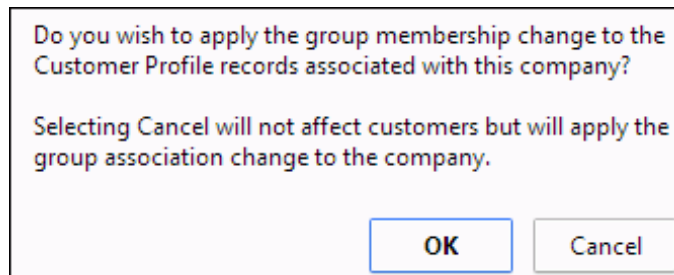 Do you wish to apply the group membership change to the
Customer Profile records associated with this company?
Selecting Cancel will not affect customers but will apply the
group association change to the company.
OK
Cancel